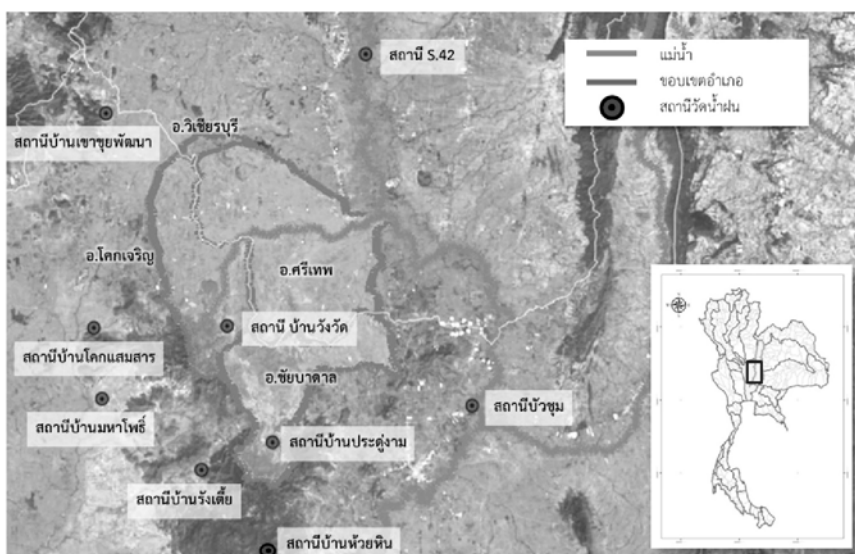 สถานี S.42
แม่น้ำ
ขอบเขตอำเภอ
สถานีวัดน้ำฝน
อ.วิเชียรบุรี
สถานีบ้านเขาขุยพัฒนา
อ.โคกเจริญ
อ.ศรีเทพ
สถานี บ้านวังวัด
สถานีบ้านโคกแสมสาร
อ.ชัยบาดาล
สถานีบัวชุม
สถานีบ้านมหาโพธิ์
สถานีบ้านประดู่งาม
สถานีบ้านรังเตี้ย
สถานีบ้านห้วยหิน